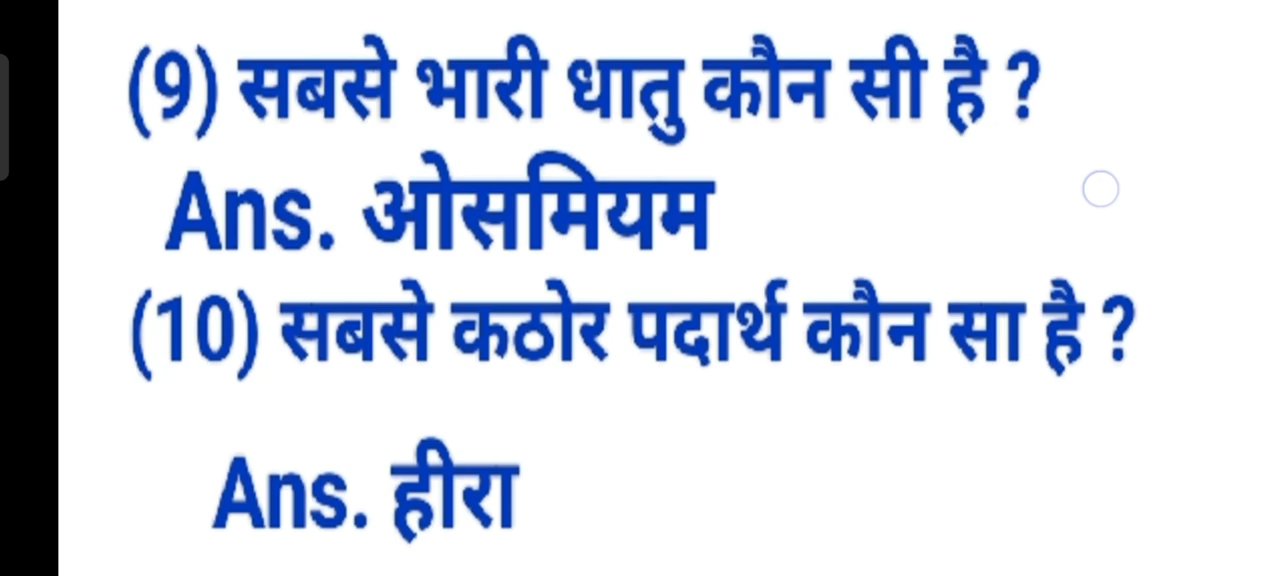 (9) सबसे भारी धातु कौन सी है ?
Ans. ओसमियम
(10) सबसे कठोर पदार्थ कौन सा है ?
Ans. हीरा